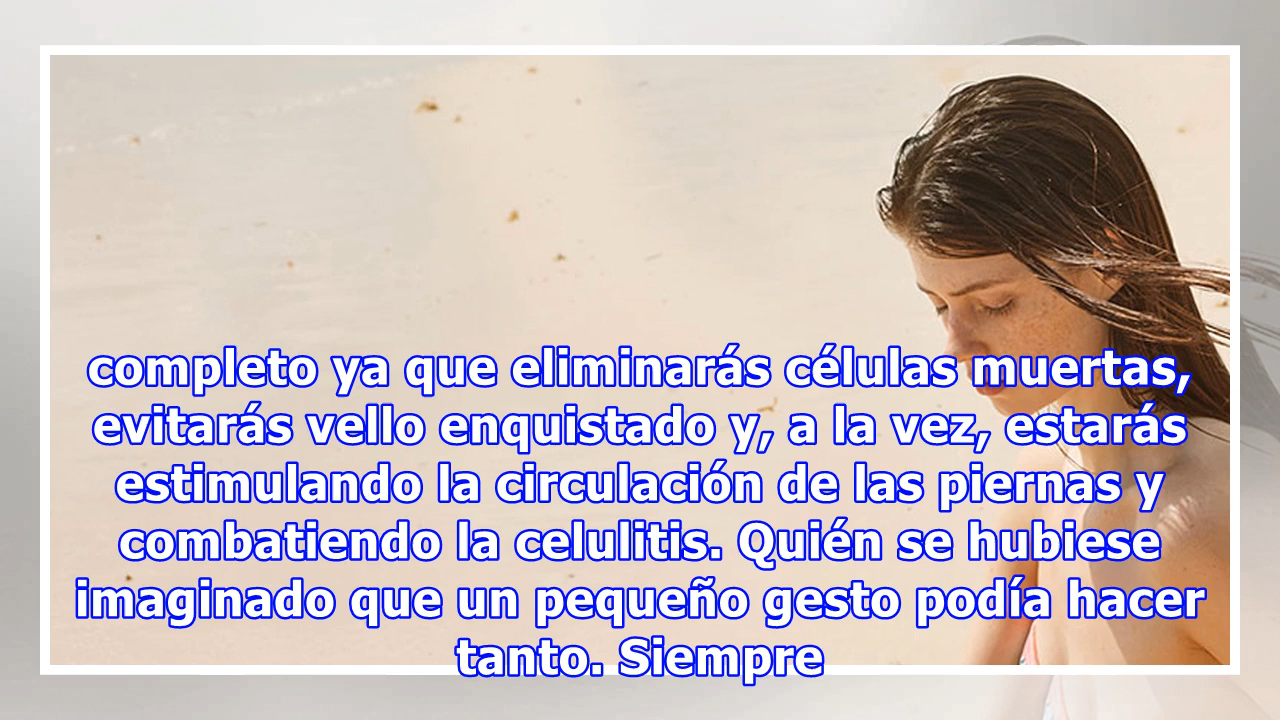 completo ya que eliminarás células muertas,
evitarás vello enquistado y, a la vez, estarás
estimulando la circulación de las piernas y
combatiendo la celulitis. Quién se hubiese
imaginado que un pequeño gesto podía hacer
tanto. Siempre